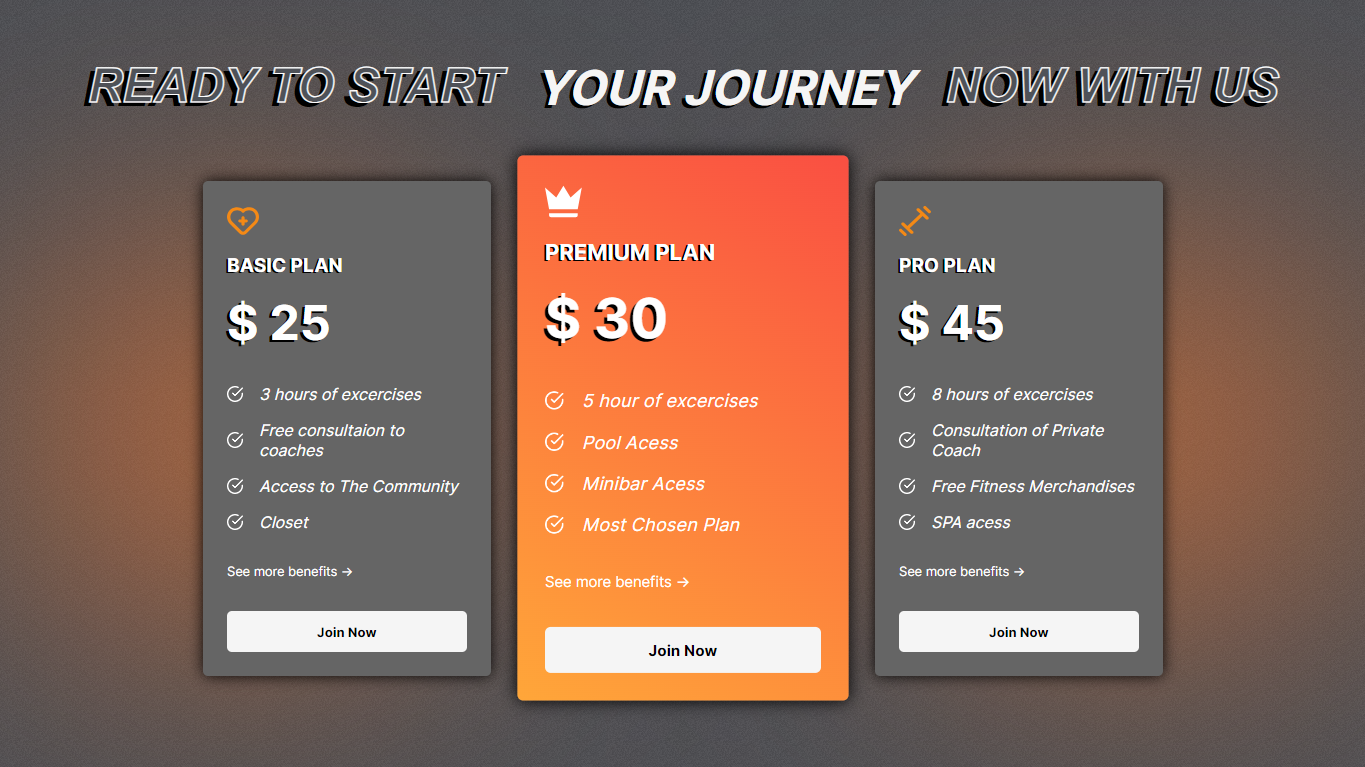 READY TO START YOUR JOURNEY NOW WITH US
BASIC PLAN
$ 25
3 hours of excercises
Free consultaion to
coaches
Access to The Community
Closet
See more benefits →
Join Now
PREMIUM PLAN
$ 30
5 hour of excercises
Pool Acess
Minibar Acess
Most Chosen Plan
See more benefits →
Join Now
PRO PLAN
$ 45
8 hours of excercises
Consultation of Private
Coach
Free Fitness Merchandises
SPA acess
See more benefits →
Join Now